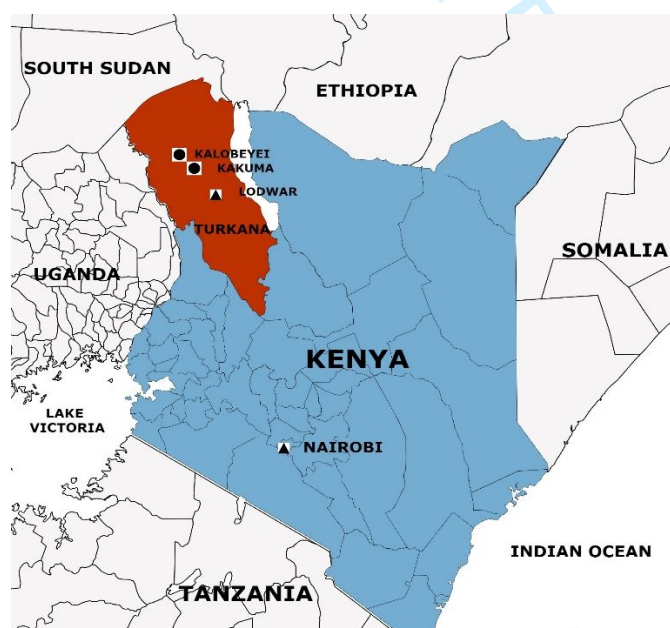 SOUTH SUDAN
ETHIOPIA
KALOBEYEI
KAKUMA
LODWAR
TURKANA
UGANDA
SOMALIA
KENYA
LAKE
VICTORIA
NAIROBI
INDIAN OCEAN
TANZANIA